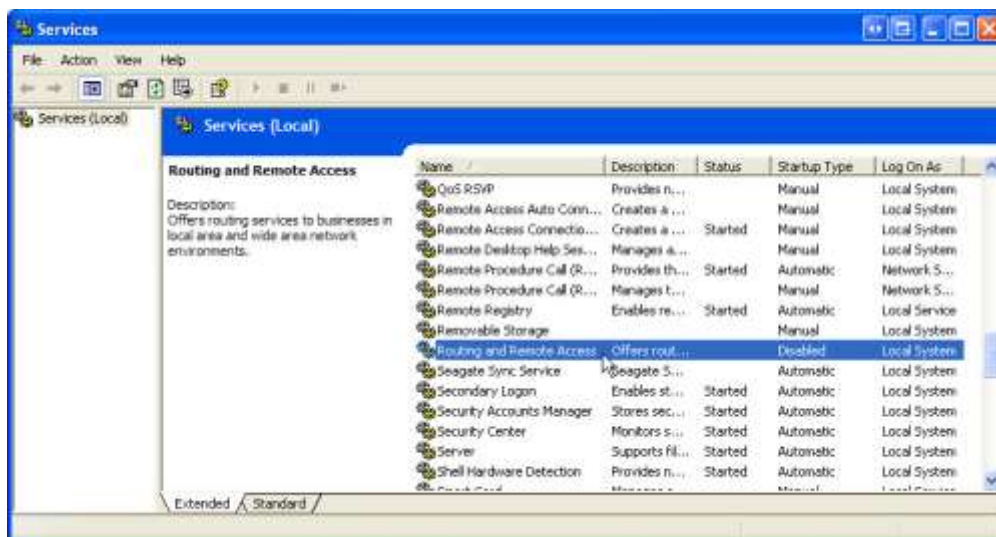 Services
File Action View Help
Services (Local)
Services (Local)
Routing and Remote Access
Description:
Offers routing services to businesses in
local area and wide area network
environments.
Name Description Status Startup Type Log On As
QoS RSVP Provides n... Manual Local System
Remote Access Auto Conn... Creates a ... Manual Local System
Remote Access Connectio... Creates a ... Started Manual Local System
Remote Desktop Help Ses... Manages a... Manual Local System
Remote Procedure Call (R... Provides th... Started Automatic Network S...
Remote Procedure Call (R... Manages t... Manual Network S...
Remote Registry Enables re... Started Automatic Local Service
Removable Storage Manual Local System
Routing and Remote Access Offers rout... Disabled Local System
Seagate Sync Service Seagate S... Automatic Local System
Secondary Logon Enables st... Started Automatic Local System
Security Accounts Manager Stores sec... Started Automatic Local System
Security Center Monitors s... Started Automatic Local System
Server Supports fil... Started Automatic Local System
Shell Hardware Detection Provides n... Started Automatic Local System
Extended Standard